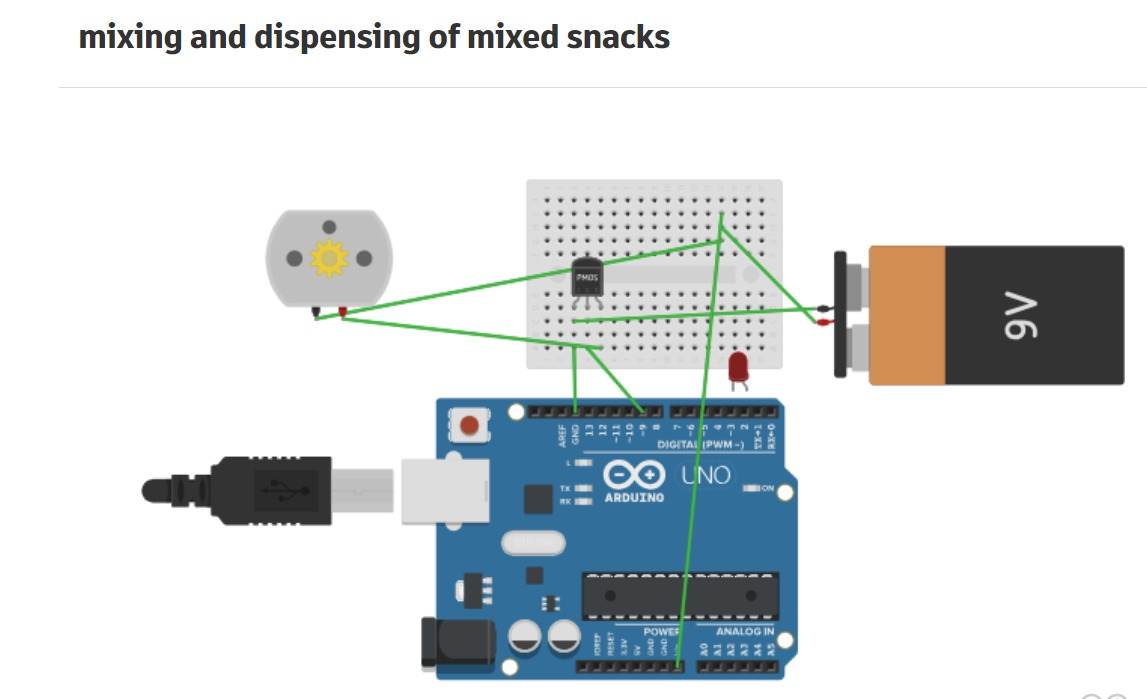 mixing and dispensing of mixed snacks
PMOS
9V
AREF
GND
13
12
~11
~10
~9
8
7
~6
~5
4
~3
2
TX→1
RX←0
DIGITAL (PWM ~)
L
TX
RX
UNO
ARDUINO
ON
POWER
ANALOG IN
IOREF
RESET
3.3V
5V
GND
GND
A0
A1
A2
A3
A4
A5